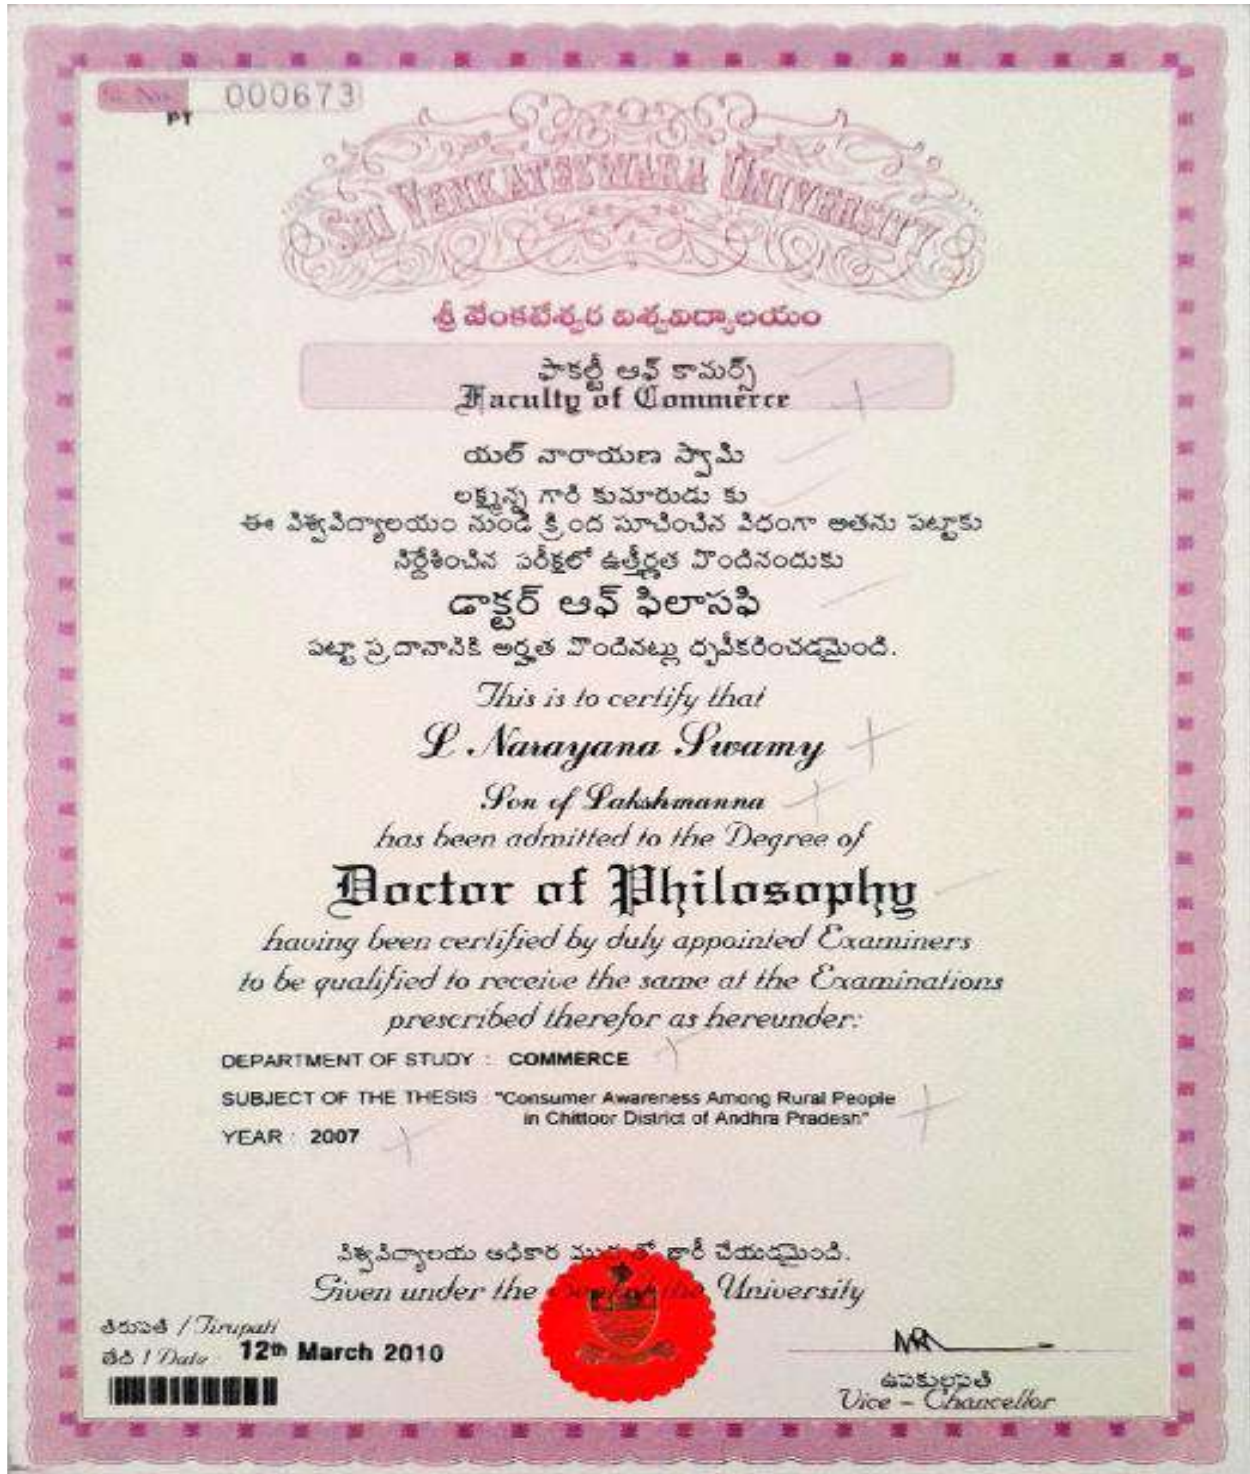 000673
PT
SRI VENKATESWARA UNIVERSITY
శ్రీ వేంకటేశ్వర విశ్వవిద్యాలయం
ఫాకల్టీ ఆఫ్ కామర్స్
Faculty of Commerce
యల్ నారాయణ స్వామి
లక్ష్మన్న గారి కుమారుడు కు
ఈ విశ్వవిద్యాలయం నుండి క్రింద సూచించిన విధంగా అతను పట్టాకు
నిర్దేశించిన పరీక్షలో ఉత్తీర్ణత పొందినందుకు
డాక్టర్ ఆఫ్ ఫిలాసఫి
పట్టా ప్రదానానికి అర్హత పొందినట్లు ధృవీకరించడమైంది.
This is to certify that
L Narayana Swamy
Son of Lakshmanna
has been admitted to the Degree of
Doctor of Philosophy
having been certified by duly appointed Examiners
to be qualified to receive the same at the Examinations
prescribed therefor as hereunder:
DEPARTMENT OF STUDY : COMMERCE
SUBJECT OF THE THESIS : "Consumer Awareness Among Rural People
in Chittoor District of Andhra Pradesh"
YEAR : 2007
విశ్వవిద్యాలయ అధికార జారీ చేయడమైంది.
Given under the University
తిరుపతి / Tirupati
తేది / Date 12th March 2010
ఉపకులపతి
Vice - Chancellor